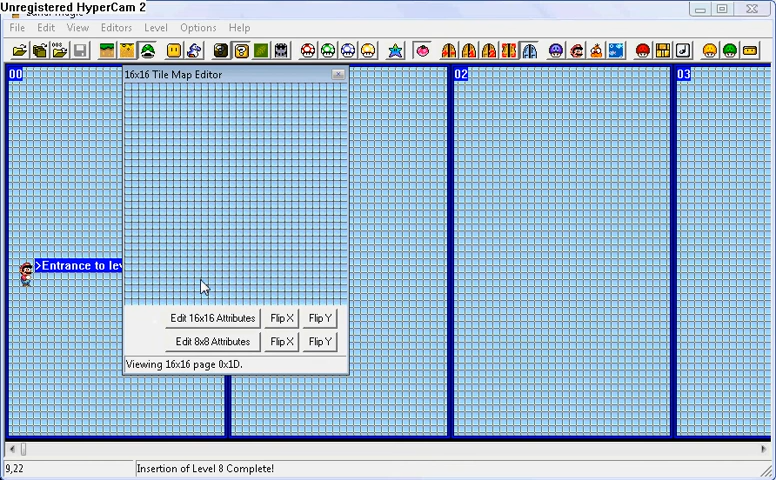 Unregistered HyperCam 2
File Edit View Editors Level Options Help
00 02 03
16x16 Tile Map Editor
>Entrance to lev
Edit 16x16 Attributes Flip X Flip Y
Edit 8x8 Attributes Flip X Flip Y
Viewing 16x16 page 0x1D.
9,22 Insertion of Level 8 Complete!